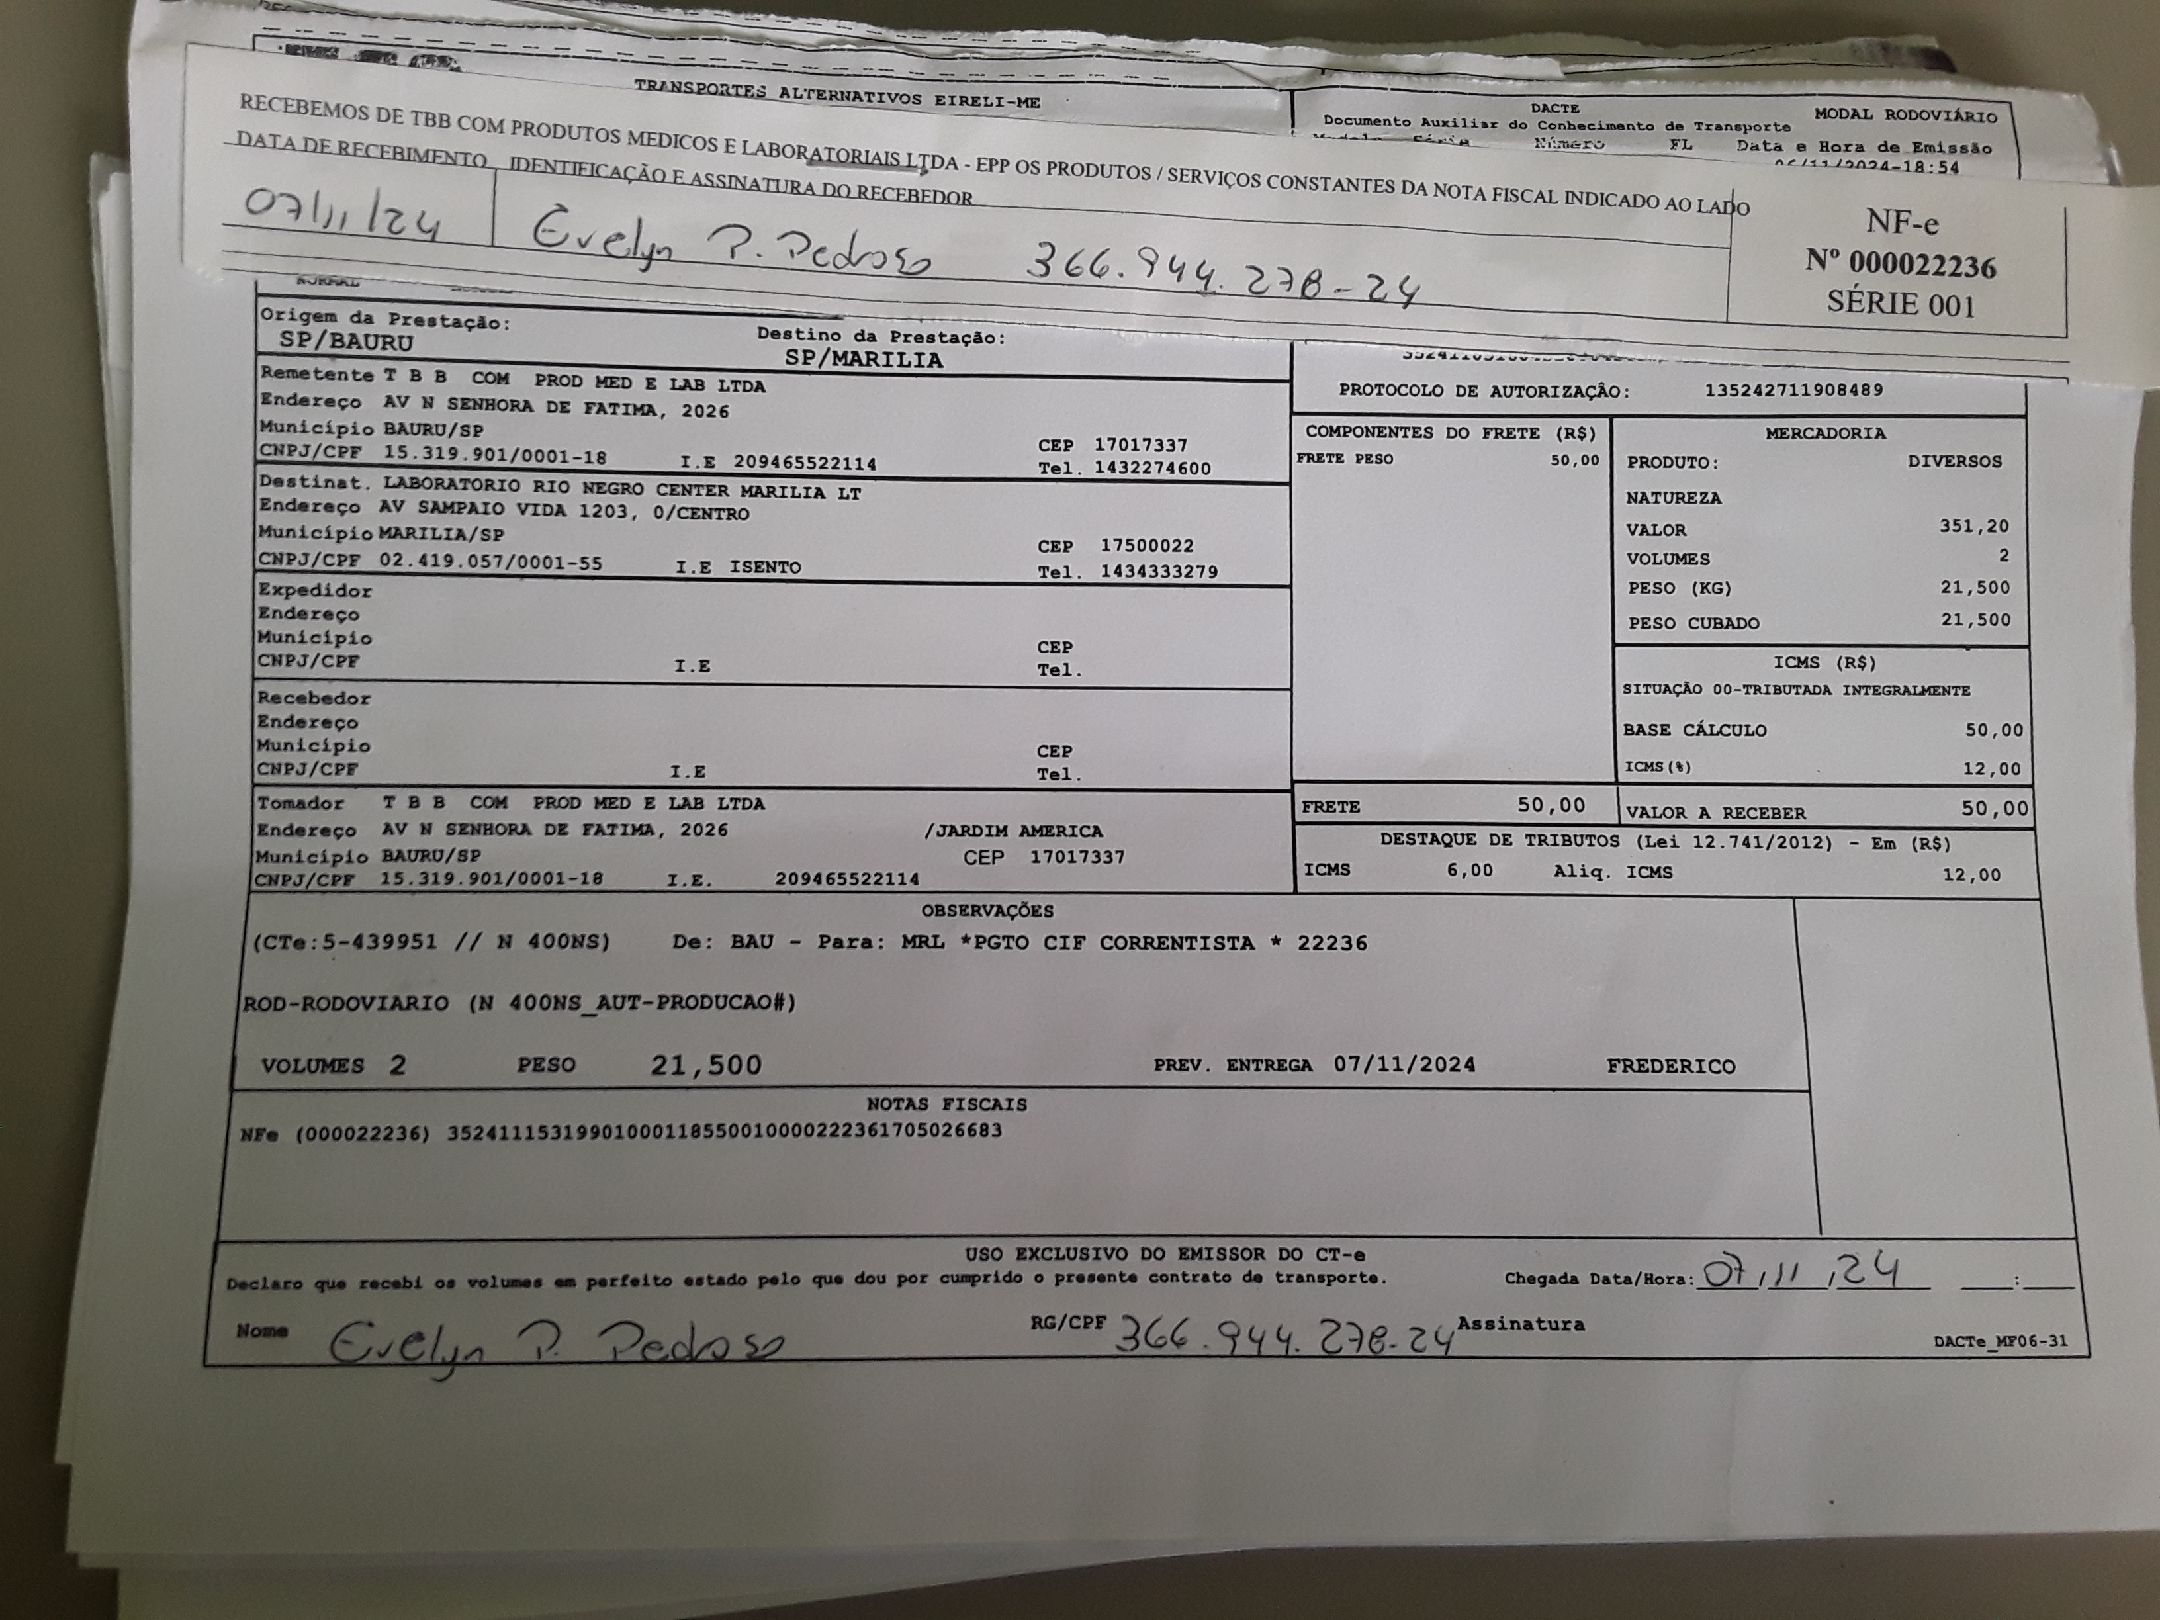 TRANSPORTES ALTERNATIVOS EIRELI-ME
DACTE
MODAL RODOVIÁRIO
Documento Auxiliar do Conhecimento de Transporte
Modelo Série Número FL Data e Hora de Emissão
06/11/2024-18:54
RECEBEMOS DE TBB COM PRODUTOS MEDICOS E LABORATORIAIS LTDA - EPP OS PRODUTOS / SERVIÇOS CONSTANTES DA NOTA FISCAL INDICADO AO LADO
DATA DE RECEBIMENTO IDENTIFICAÇÃO E ASSINATURA DO RECEBEDOR
07/11/24 Evelyn P. Pedroso 366.944.278-24
NF-e
Nº 000022236
SÉRIE 001
NORMAL
Origem da Prestação:
SP/BAURU
Destino da Prestação:
SP/MARILIA
Remetente T B B COM PROD MED E LAB LTDA
Endereço AV N SENHORA DE FATIMA, 2026
Município BAURU/SP CEP 17017337
CNPJ/CPF 15.319.901/0001-18 I.E 209465522114 Tel. 1432274600
Destinat. LABORATORIO RIO NEGRO CENTER MARILIA LT
Endereço AV SAMPAIO VIDA 1203, 0/CENTRO
Município MARILIA/SP CEP 17500022
CNPJ/CPF 02.419.057/0001-55 I.E ISENTO Tel. 1434333279
Expedidor
Endereço
Município CEP
CNPJ/CPF I.E Tel.
Recebedor
Endereço
Município CEP
CNPJ/CPF I.E Tel.
Tomador T B B COM PROD MED E LAB LTDA
Endereço AV N SENHORA DE FATIMA, 2026 /JARDIM AMERICA
Município BAURU/SP CEP 17017337
CNPJ/CPF 15.319.901/0001-18 I.E. 209465522114
PROTOCOLO DE AUTORIZAÇÃO: 135242711908489
COMPONENTES DO FRETE (R$)
FRETE PESO 50,00
MERCADORIA
PRODUTO: DIVERSOS
NATUREZA
VALOR 351,20
VOLUMES 2
PESO (KG) 21,500
PESO CUBADO 21,500
ICMS (R$)
SITUAÇÃO 00-TRIBUTADA INTEGRALMENTE
BASE CÁLCULO 50,00
ICMS(%) 12,00
FRETE 50,00 VALOR A RECEBER 50,00
DESTAQUE DE TRIBUTOS (Lei 12.741/2012) - Em (R$)
ICMS 6,00 Aliq. ICMS 12,00
OBSERVAÇÕES
(CTe:5-439951 // N 400NS) De: BAU - Para: MRL *PGTO CIF CORRENTISTA * 22236
ROD-RODOVIARIO (N 400NS_AUT-PRODUCAO#)
VOLUMES 2 PESO 21,500 PREV. ENTREGA 07/11/2024 FREDERICO
NOTAS FISCAIS
NFe (000022236) 35241115319901000118550010000222361705026683
USO EXCLUSIVO DO EMISSOR DO CT-e
Declaro que recebi os volumes em perfeito estado pelo que dou por cumprido o presente contrato de transporte. Chegada Data/Hora: 07/11/24 __:__
Nome Evelyn P. Pedroso RG/CPF 366.944.278-24 Assinatura
DACTe_MF06-31